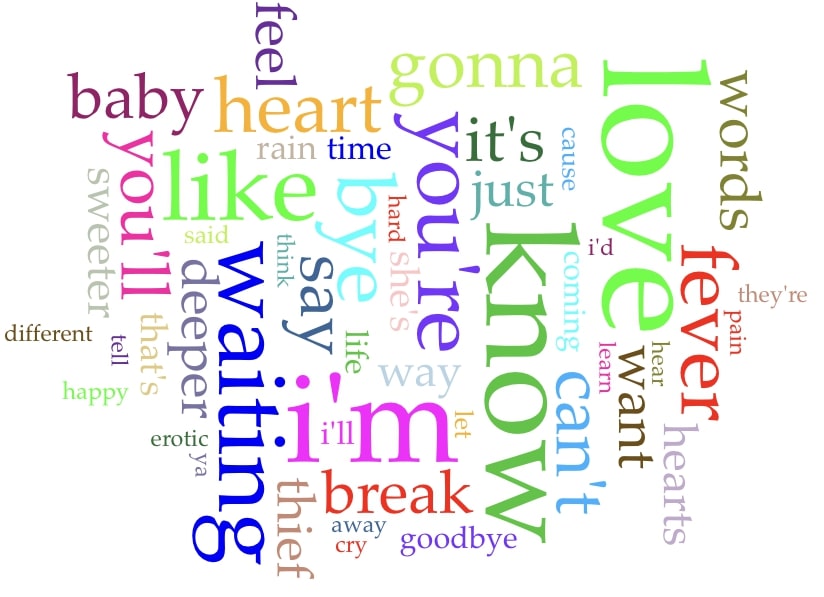 feel
gonna
baby
heart
love
words
you'll
rain
time
you're
it's
cause
like
just
sweeter
bye
hard
said
think
say
she's
know
i'd
coming
fever
they're
waiting
deeper
different
tell
that's
life
way
pain
hear
learn
want
happy
i'm
i'll
let
can't
hearts
erotic
ya
break
thief
away
cry
goodbye